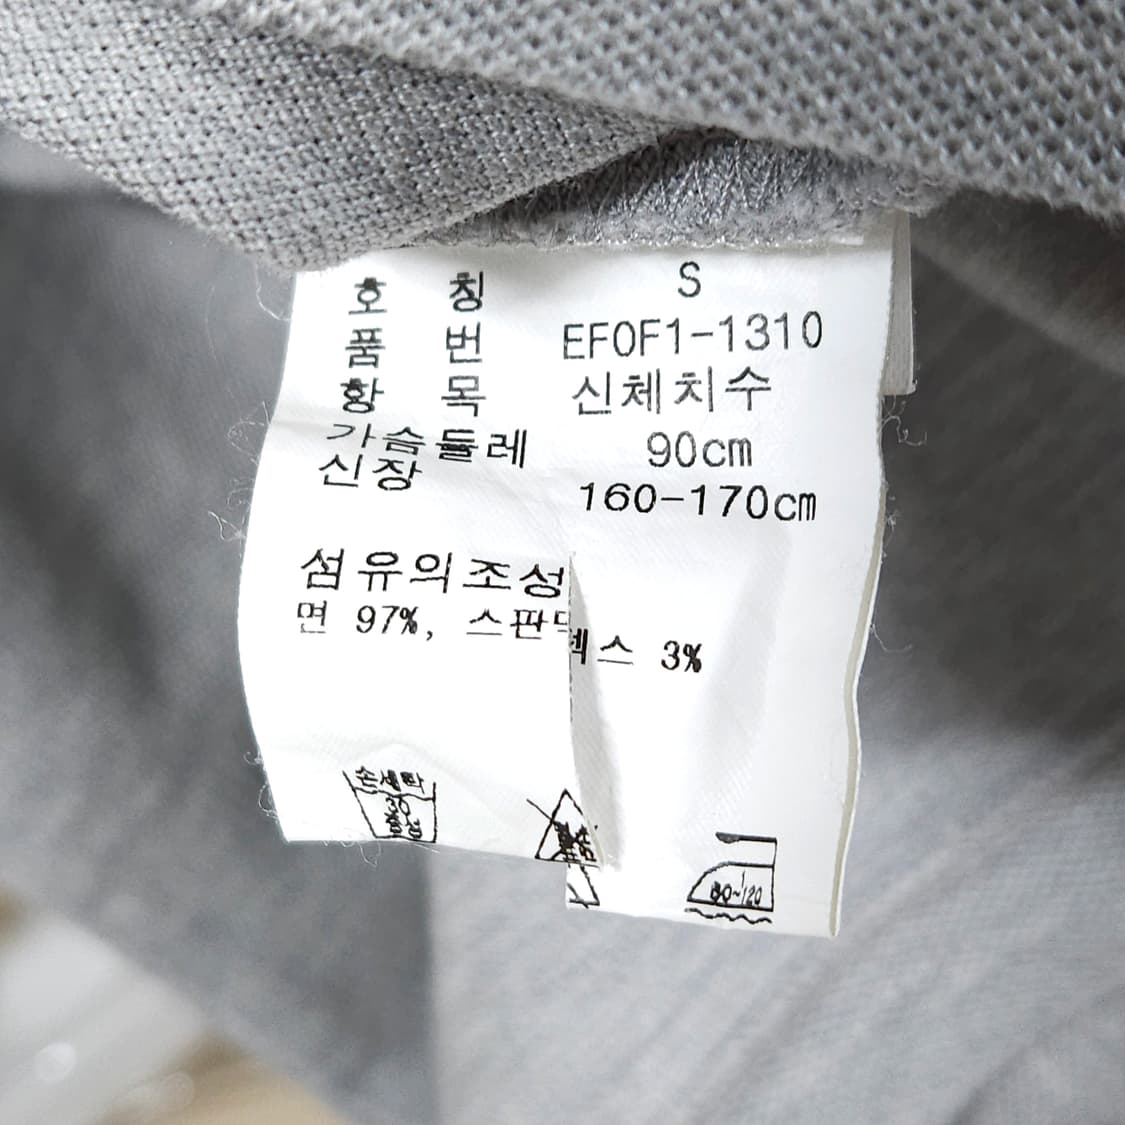 호 칭 S
품 번 EF0F1-1310
항 목 신체치수
가슴둘레 90cm
신장 160-170cm
섬유의조성
면 97%, 스판덱스 3%
손세탁
80~120